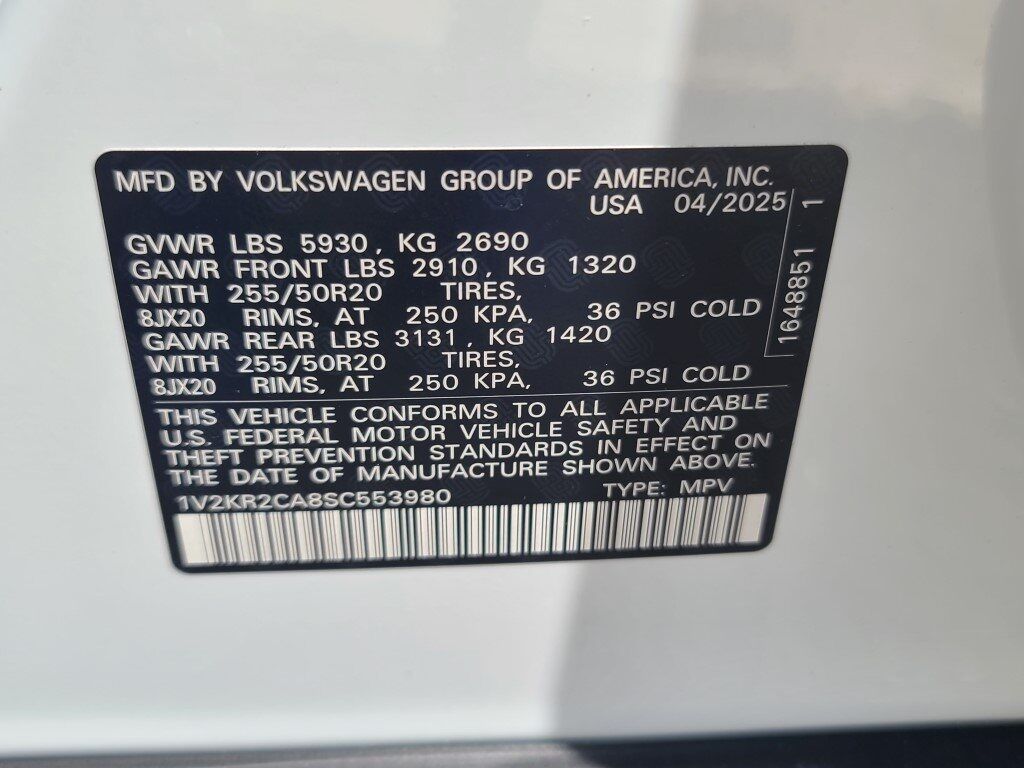 MFD BY VOLKSWAGEN GROUP OF AMERICA, INC.
USA 04/2025
GVWR LBS 5930, KG 2690
GAWR FRONT LBS 2910, KG 1320
WITH 255/50R20 TIRES,
8JX20 RIMS, AT 250 KPA, 36 PSI COLD
GAWR REAR LBS 3131, KG 1420
WITH 255/50R20 TIRES,
8JX20 RIMS, AT 250 KPA, 36 PSI COLD
1648851 1
THIS VEHICLE CONFORMS TO ALL APPLICABLE
U.S. FEDERAL MOTOR VEHICLE SAFETY AND
THEFT PREVENTION STANDARDS IN EFFECT ON
THE DATE OF MANUFACTURE SHOWN ABOVE.
1V2KR2CA8SC553980 TYPE: MPV